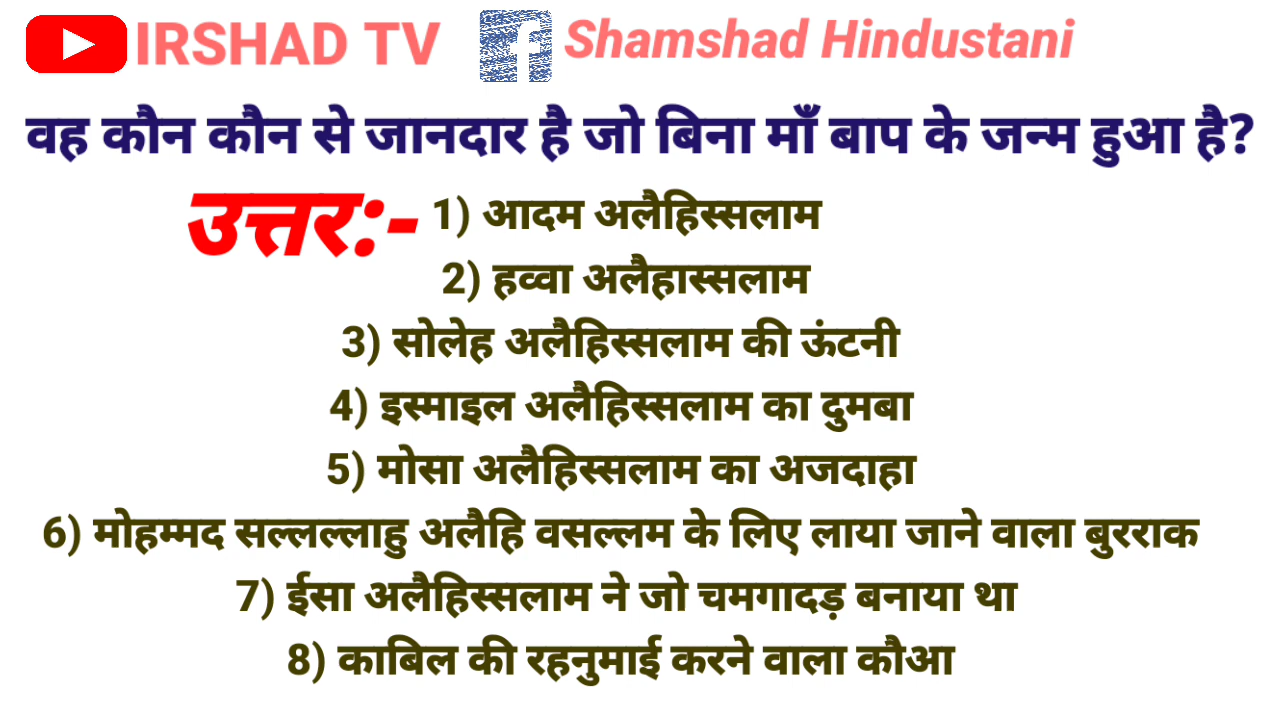 IRSHAD TV
Shamshad Hindustani
वह कौन कौन से जानदार है जो बिना माँ बाप के जन्म हुआ है?
उत्तर:- 1) आदम अलैहिस्सलाम
2) हव्वा अलैहास्सलाम
3) सोलेह अलैहिस्सलाम की ऊंटनी
4) इस्माइल अलैहिस्सलाम का दुमबा
5) मोसा अलैहिस्सलाम का अजदाहा
6) मोहम्मद सल्लल्लाहु अलैहि वसल्लम के लिए लाया जाने वाला बुरराक
7) ईसा अलैहिस्सलाम ने जो चमगादड़ बनाया था
8) काबिल की रहनुमाई करने वाला कौआ